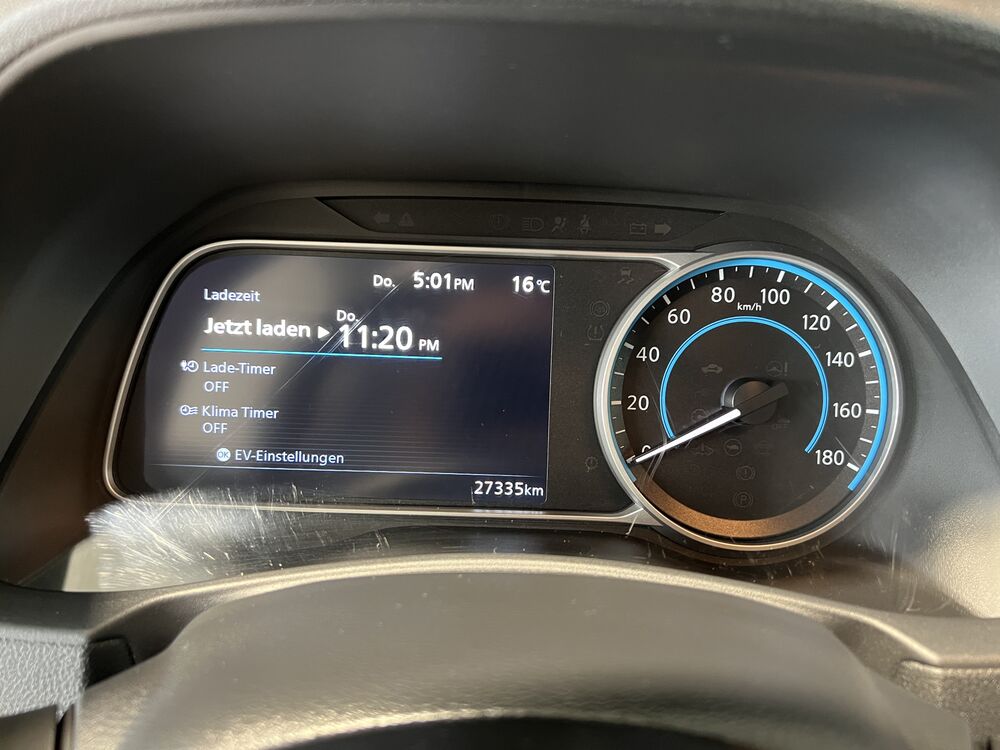 Do. 5:01PM 16°C
Ladezeit
Do.
Jetzt laden ▸ 11:20 PM
Lade-Timer
OFF
Klima Timer
OFF
OK EV-Einstellungen
27335km
0
20
40
60
80
100
120
140
160
180
km/h